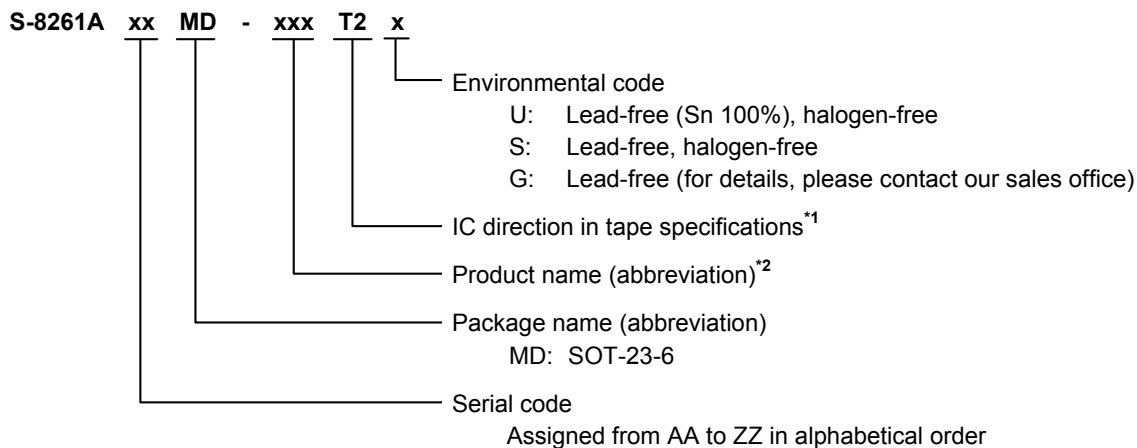 S-8261A xx MD - xxx T2 x
Environmental code
U: Lead-free (Sn 100%), halogen-free
S: Lead-free, halogen-free
G: Lead-free (for details, please contact our sales office)
IC direction in tape specifications*1
Product name (abbreviation)*2
Package name (abbreviation)
MD: SOT-23-6
Serial code
Assigned from AA to ZZ in alphabetical order